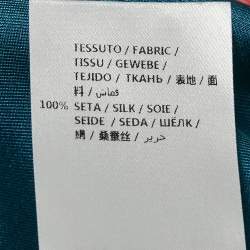 TESSUTO / FABRIC /
TISSU / GEWEBE /
TEJIDO / ТКАНЬ / 表地 / 面
料 / قماش /
100% SETA / SILK / SOIE /
SEIDE / SEDA / ШЁЛК /
絹 / 桑蚕丝 / حرير